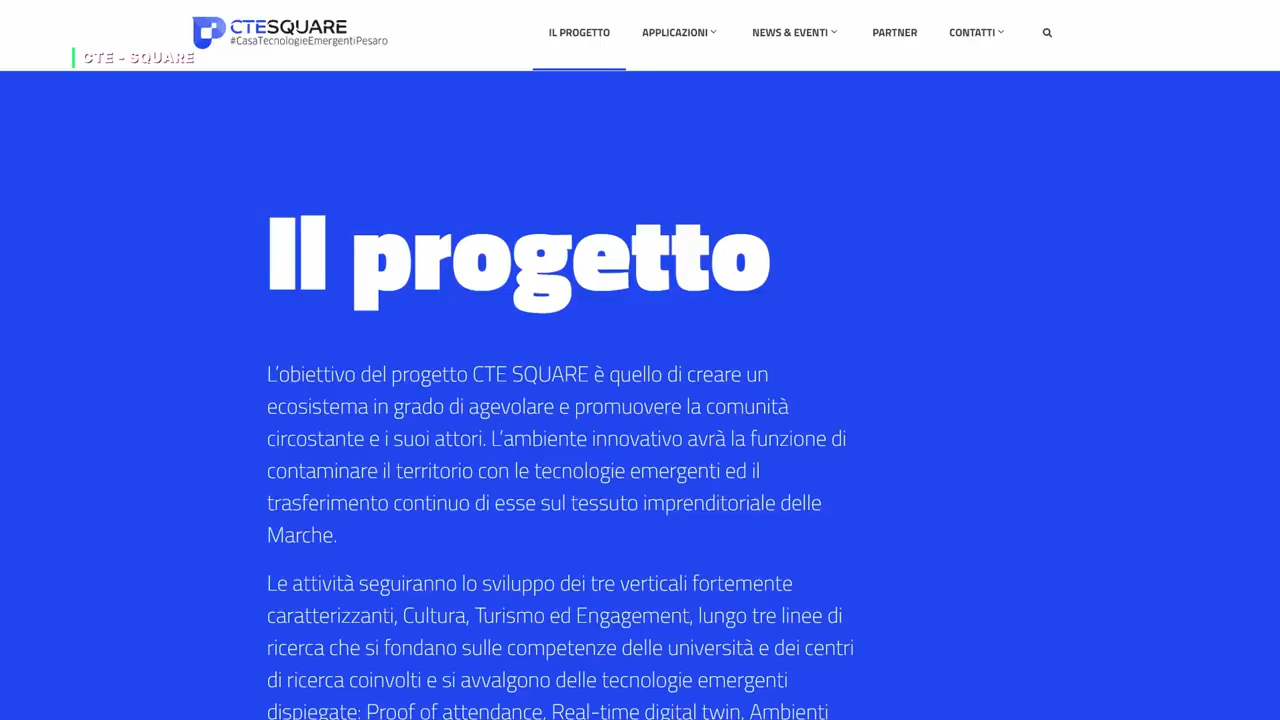 CTESQUARE
#CasaTecnologieEmergentiPesaro
CTE - SQUARE
IL PROGETTO
APPLICAZIONI
NEWS & EVENTI
PARTNER
CONTATTI
Il progetto
L'obiettivo del progetto CTE SQUARE è quello di creare un
ecosistema in grado di agevolare e promuovere la comunità
circostante e i suoi attori. L'ambiente innovativo avrà la funzione di
contaminare il territorio con le tecnologie emergenti ed il
trasferimento continuo di esse sul tessuto imprenditoriale delle
Marche.
Le attività seguiranno lo sviluppo dei tre verticali fortemente
caratterizzanti, Cultura, Turismo ed Engagement, lungo tre linee di
ricerca che si fondano sulle competenze delle università e dei centri
di ricerca coinvolti e si avvalgono delle tecnologie emergenti
dispiegate: Proof of attendance, Real-time digital twin, Ambienti